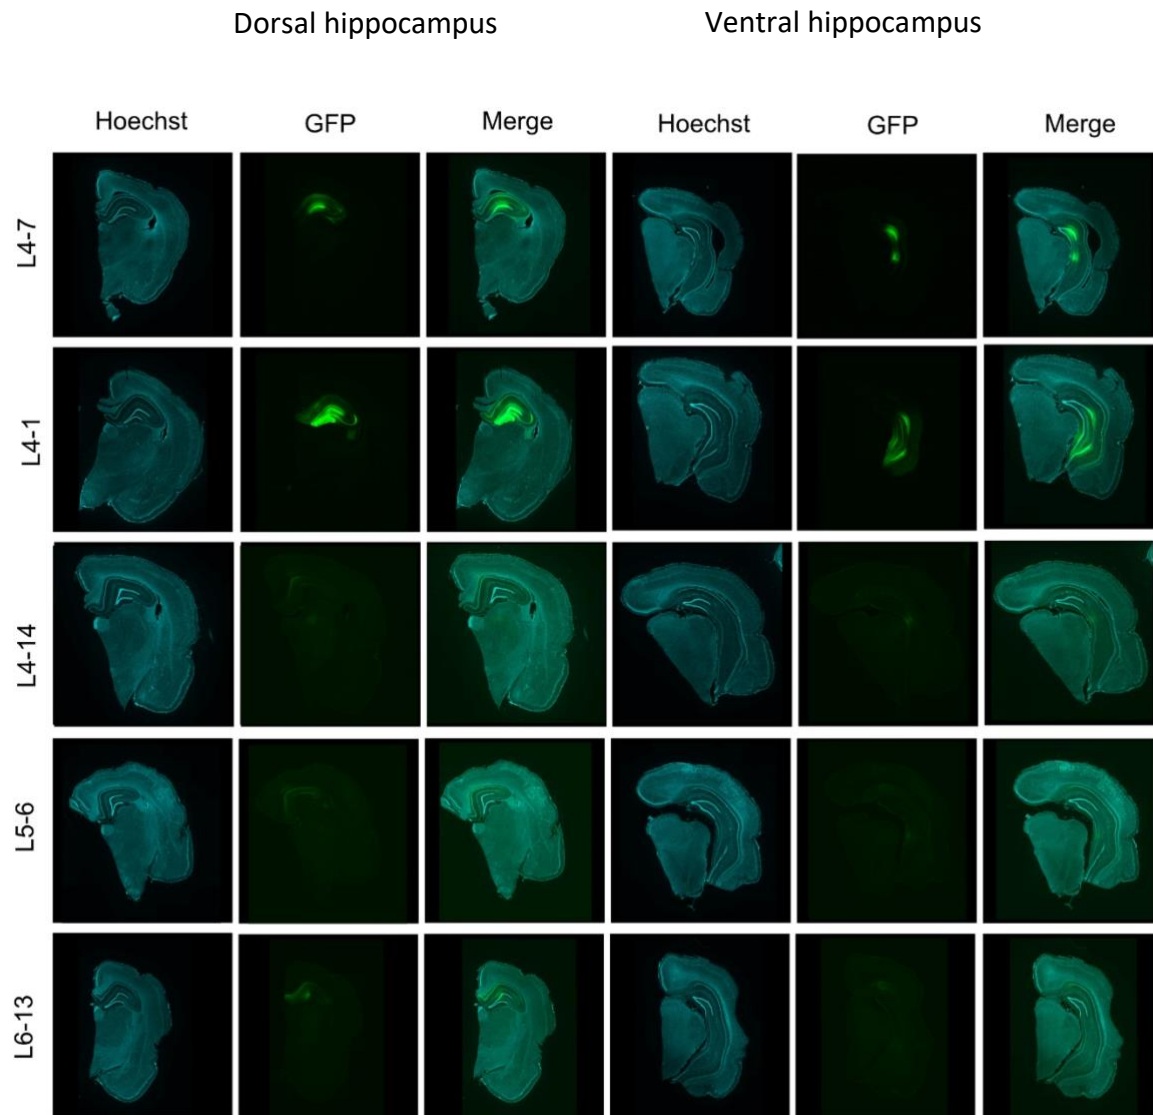 Dorsal hippocampus Ventral hippocampus
Hoechst GFP Merge Hoechst GFP Merge
L4-7
L4-1
L4-14
L5-6
L6-13